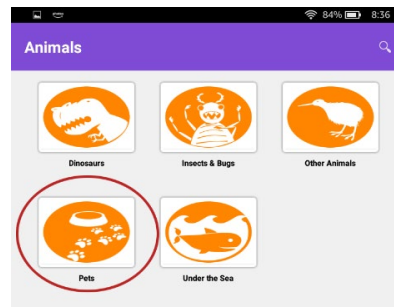 84% 8:36
Animals
Dinosaurs Insects & Bugs Other Animals
Pets Under the Sea